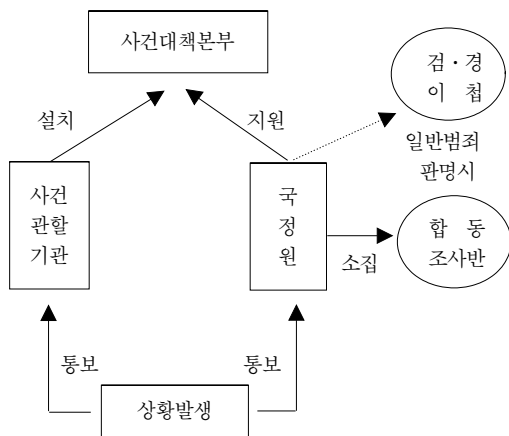 사건대책본부
검·경
이 첩
설치
지원
일반범죄
판명시
사건
관할
기관
국
정
원
합 동
조사반
소집
통보
통보
상황발생